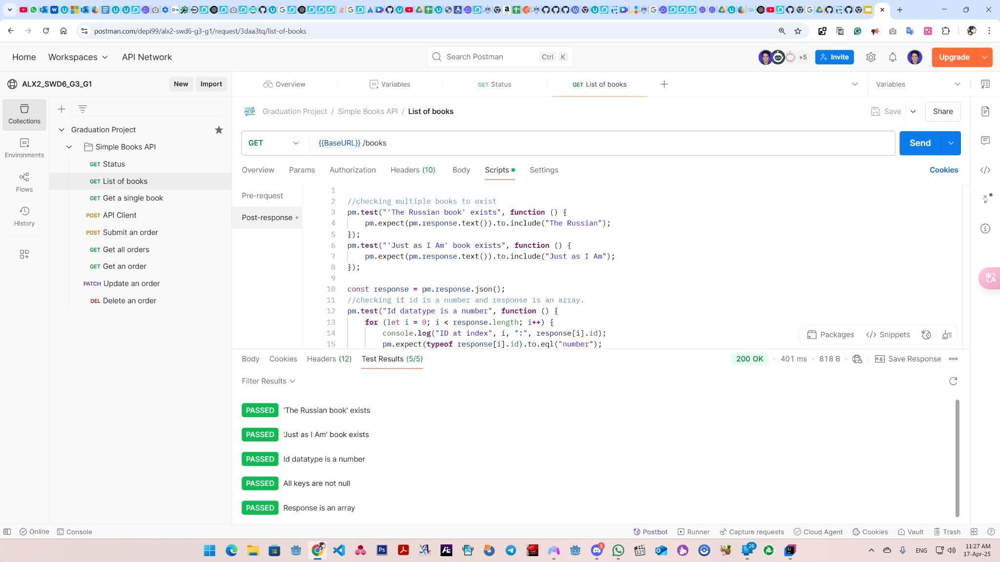 postman.com/depi99/alx2-swd6-g3-g1/request/3daa3tq/list-of-books
Home
Workspaces
API Network
Search Postman
Ctrl
K
+5
Invite
Upgrade
ALX2_SWD6_G3_G1
New
Import
Overview
Variables
GET Status
GET List of books
Variables
Collections
Environments
Flows
History
Graduation Project
Simple Books API
GET Status
GET List of books
GET Get a single book
POST API Client
POST Submit an order
GET Get all orders
GET Get an order
PATCH Update an order
DEL Delete an order
HTTP
Graduation Project / Simple Books API / List of books
Save
Share
GET
{{BaseURL}} /books
Send
Overview
Params
Authorization
Headers (10)
Body
Scripts
Settings
Cookies
Pre-request
Post-response
1
2 //checking multiple books to exist
3 pm.test("'The Russian book' exists", function () {
4 pm.expect(pm.response.text()).to.include("The Russian");
5 });
6 pm.test("'Just as I Am' book exists", function () {
7 pm.expect(pm.response.text()).to.include("Just as I Am");
8 });
9
10 const response = pm.response.json();
11 //checking if id is a number and response is an array.
12 pm.test("Id datatype is a number", function () {
13 for (let i = 0; i < response.length; i++) {
14 console.log("ID at index", i, ":", response[i].id);
15 pm.expect(typeof response[i].id).to.eql("number");
Packages
Snippets
Body
Cookies
Headers (12)
Test Results (5/5)
200 OK
401 ms
818 B
e.g.
Save Response
Filter Results
PASSED 'The Russian book' exists
PASSED 'Just as I Am' book exists
PASSED Id datatype is a number
PASSED All keys are not null
PASSED Response is an array
Online
Console
Postbot
Runner
Capture requests
Cloud Agent
Cookies
Vault
Trash
Ps
3
321
26
ENG
11:27 AM
17-Apr-25